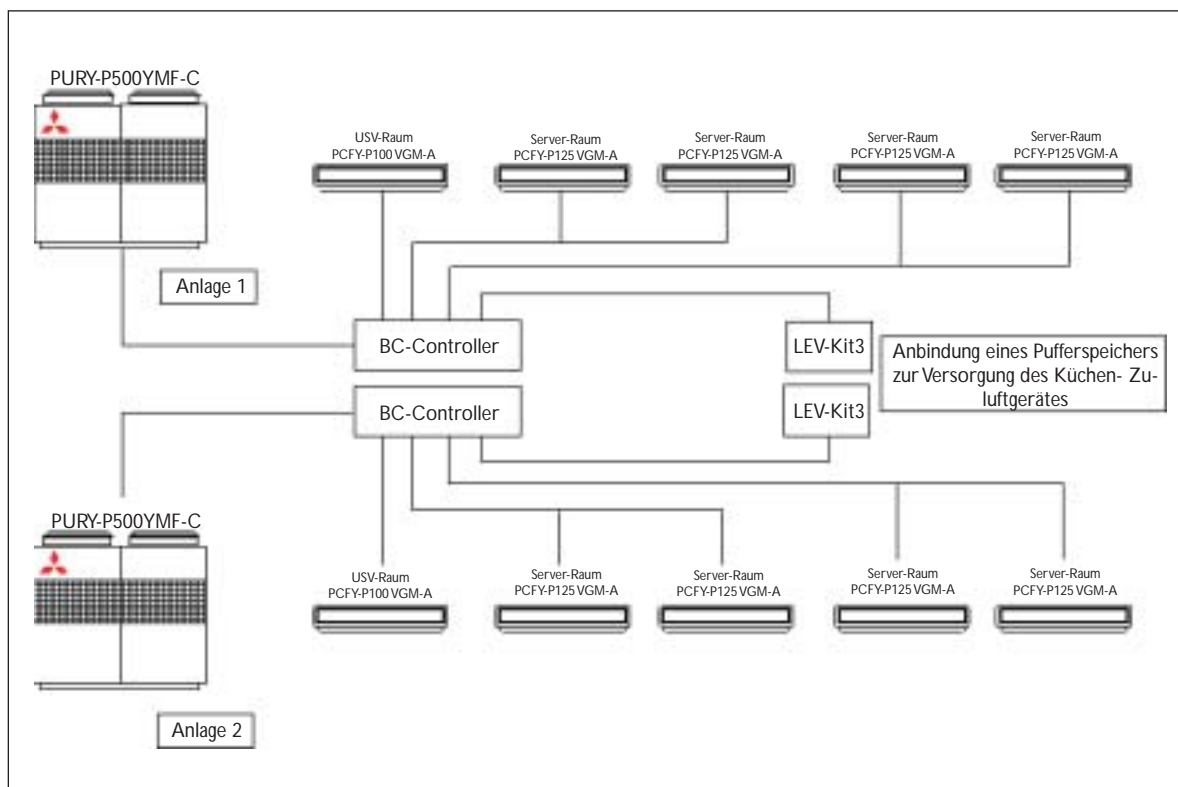 PURY-P500YMF-C
USV-Raum
PCFY-P100 VGM-A
Server-Raum
PCFY-P125 VGM-A
Server-Raum
PCFY-P125 VGM-A
Server-Raum
PCFY-P125 VGM-A
Server-Raum
PCFY-P125 VGM-A
Anlage 1
BC-Controller
LEV-Kit3
Anbindung eines Pufferspeichers
zur Versorgung des Küchen- Zu-
luftgerätes
BC-Controller
LEV-Kit3
PURY-P500YMF-C
USV-Raum
PCFY-P100 VGM-A
Server-Raum
PCFY-P125 VGM-A
Server-Raum
PCFY-P125 VGM-A
Server-Raum
PCFY-P125 VGM-A
Server-Raum
PCFY-P125 VGM-A
Anlage 2